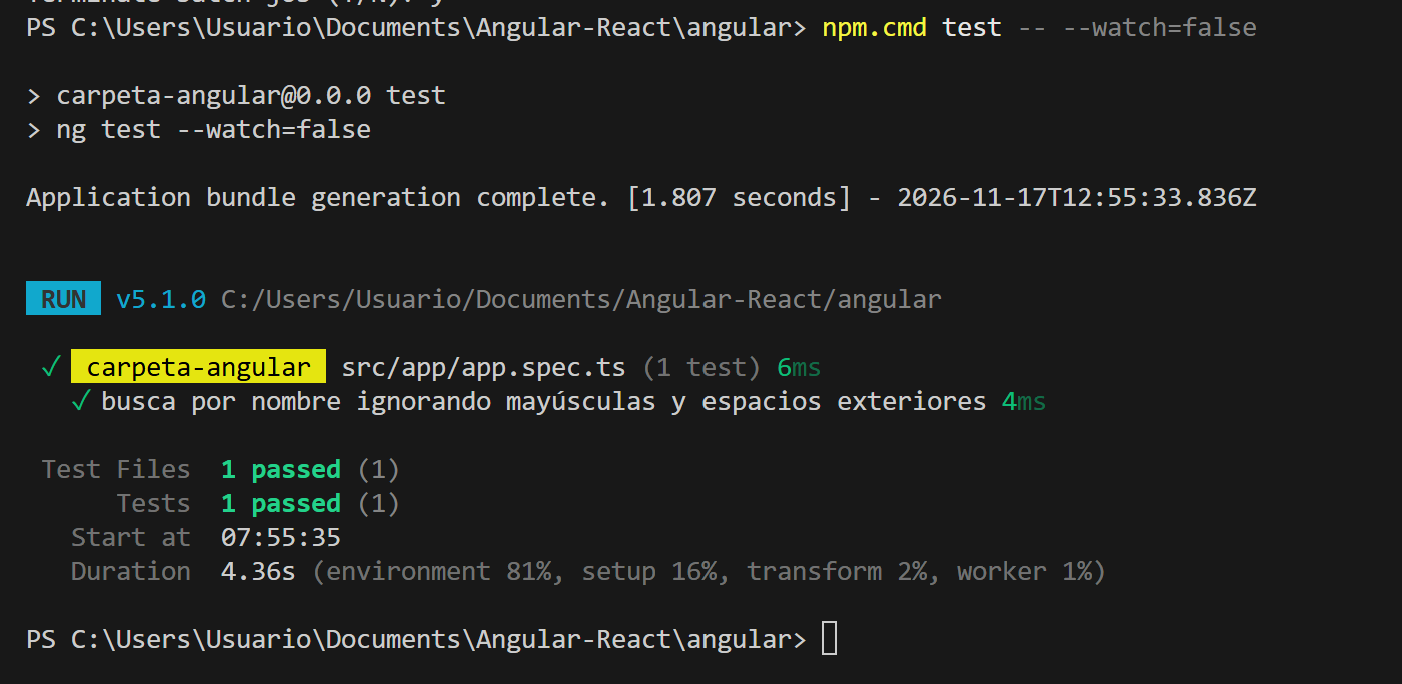 Terminate batch job (Y/N)? y
PS C:\Users\Usuario\Documents\Angular-React\angular> npm.cmd test -- --watch=false
> carpeta-angular@0.0.0 test
> ng test --watch=false
Application bundle generation complete. [1.807 seconds] - 2026-11-17T12:55:33.836Z
RUN v5.1.0 C:/Users/Usuario/Documents/Angular-React/angular
✓ carpeta-angular src/app/app.spec.ts (1 test) 6ms
✓ busca por nombre ignorando mayúsculas y espacios exteriores 4ms
Test Files 1 passed (1)
Tests 1 passed (1)
Start at 07:55:35
Duration 4.36s (environment 81%, setup 16%, transform 2%, worker 1%)
PS C:\Users\Usuario\Documents\Angular-React\angular>